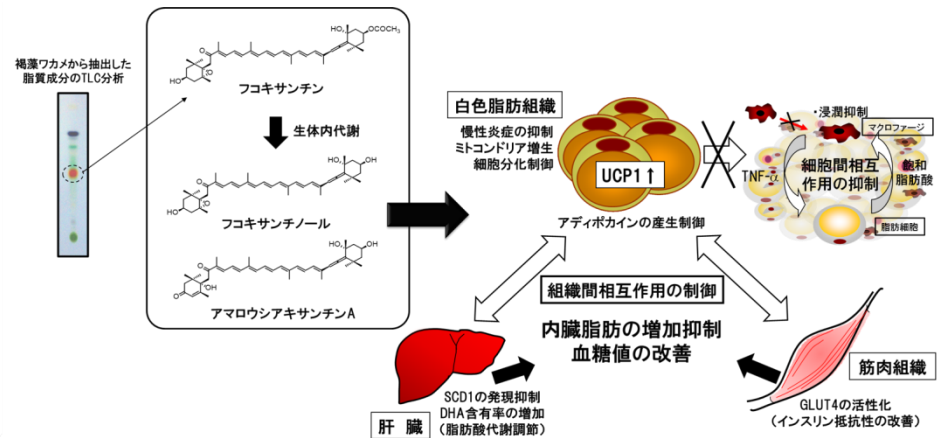 褐藻ワカメから抽出した
脂質成分のTLC分析
OCOCH3
HO
O
O
HO
フコキサンチン
生体内代謝
HO
OH
O
O
HO
フコキサンチノール
HO
OH
O
OH
O
アマロウシアキサンチンA
白色脂肪組織
慢性炎症の抑制
ミトコンドリア増生
細胞分化制御
UCP1↑
アディポカインの産生制御
・浸潤抑制
マクロファージ
TNF-α
細胞間相互
作用の抑制
飽和
脂肪酸
脂肪細胞
組織間相互作用の制御
内臓脂肪の増加抑制
血糖値の改善
肝 臓
SCD1の発現抑制
DHA含有率の増加
（脂肪酸代謝調節）
筋肉組織
GLUT4の活性化
（インスリン抵抗性の改善）